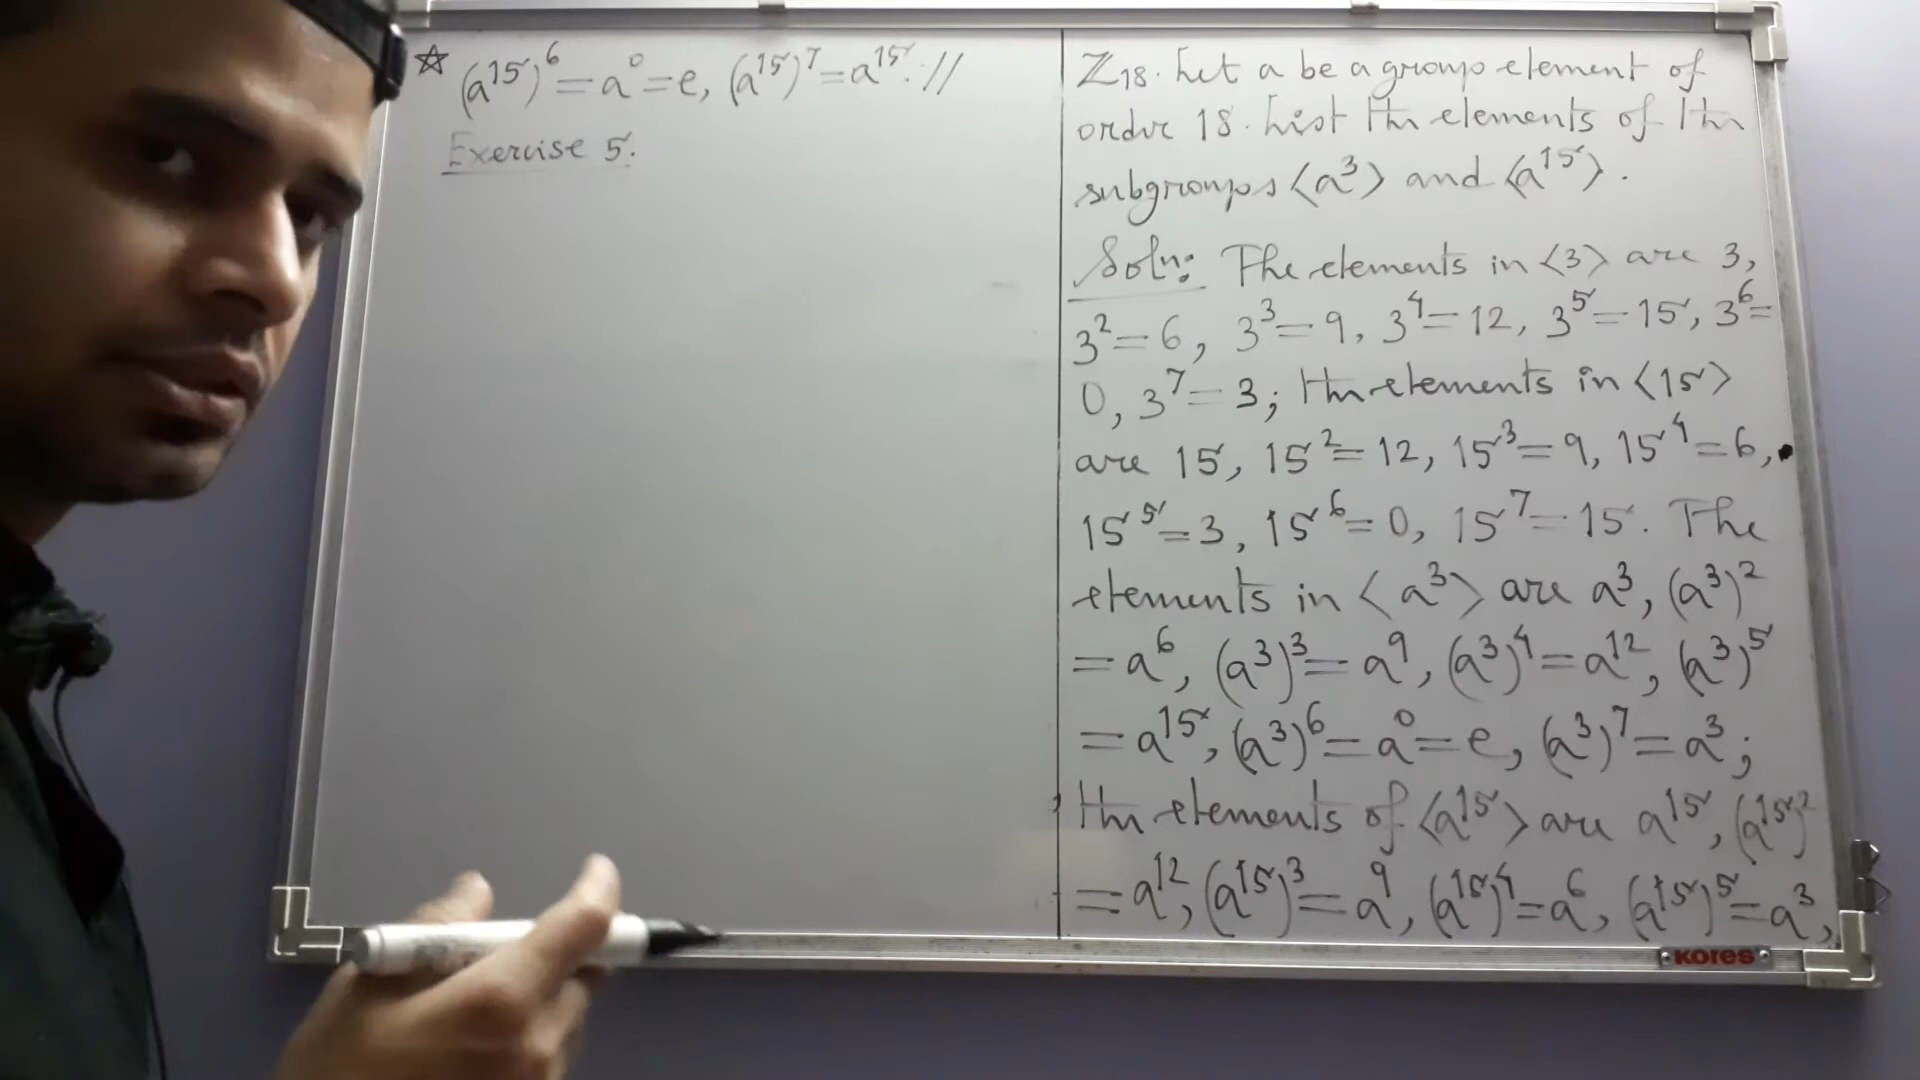 ☆ (a¹⁵)⁶ = a⁰ = e, (a¹⁵)⁷ = a¹⁵. //
Exercise 5.
Z₁₈. Let a be a group element of
order 18. List the elements of the
subgroups ⟨a³⟩ and ⟨a¹⁵⟩.
Soln: The elements in ⟨3⟩ are 3,
3² = 6, 3³ = 9, 3⁴ = 12, 3⁵ = 15, 3⁶ =
0, 3⁷ = 3; the elements in ⟨15⟩
are 15, 15² = 12, 15³ = 9, 15⁴ = 6,
15⁵ = 3, 15⁶ = 0, 15⁷ = 15. The
elements in ⟨a³⟩ are a³, (a³)²
= a⁶, (a³)³ = a⁹, (a³)⁴ = a¹², (a³)⁵
= a¹⁵, (a³)⁶ = a⁰ = e, (a³)⁷ = a³;
the elements of ⟨a¹⁵⟩ are a¹⁵, (a¹⁵)²
= a¹², (a¹⁵)³ = a⁹, (a¹⁵)⁴ = a⁶, (a¹⁵)⁵ = a³,
KORES